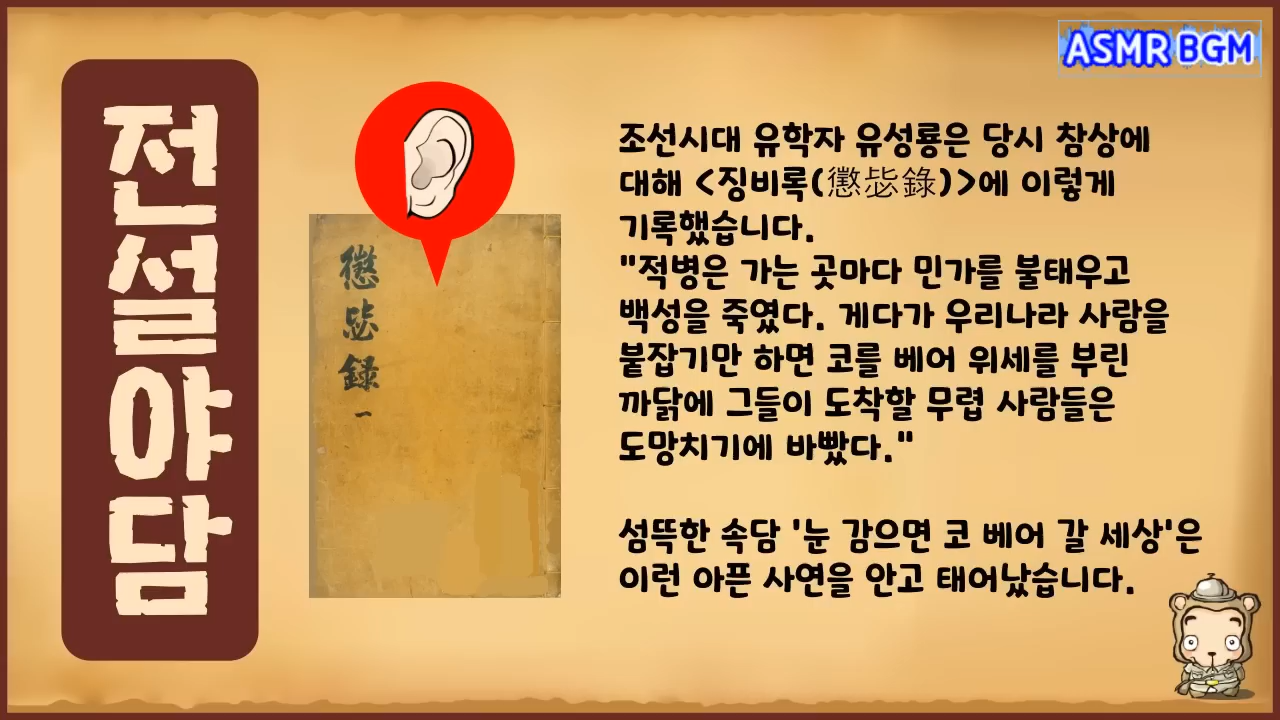 ASMR BGM
전설야담
懲毖録一
조선시대 유학자 유성룡은 당시 참상에
대해 <징비록(懲毖錄)>에 이렇게
기록했습니다.
"적병은 가는 곳마다 민가를 불태우고
백성을 죽였다. 게다가 우리나라 사람을
붙잡기만 하면 코를 베어 위세를 부린
까닭에 그들이 도착할 무렵 사람들은
도망치기에 바빴다."
섬뜩한 속담 '눈 감으면 코 베어 갈 세상'은
이런 아픈 사연을 안고 태어났습니다.